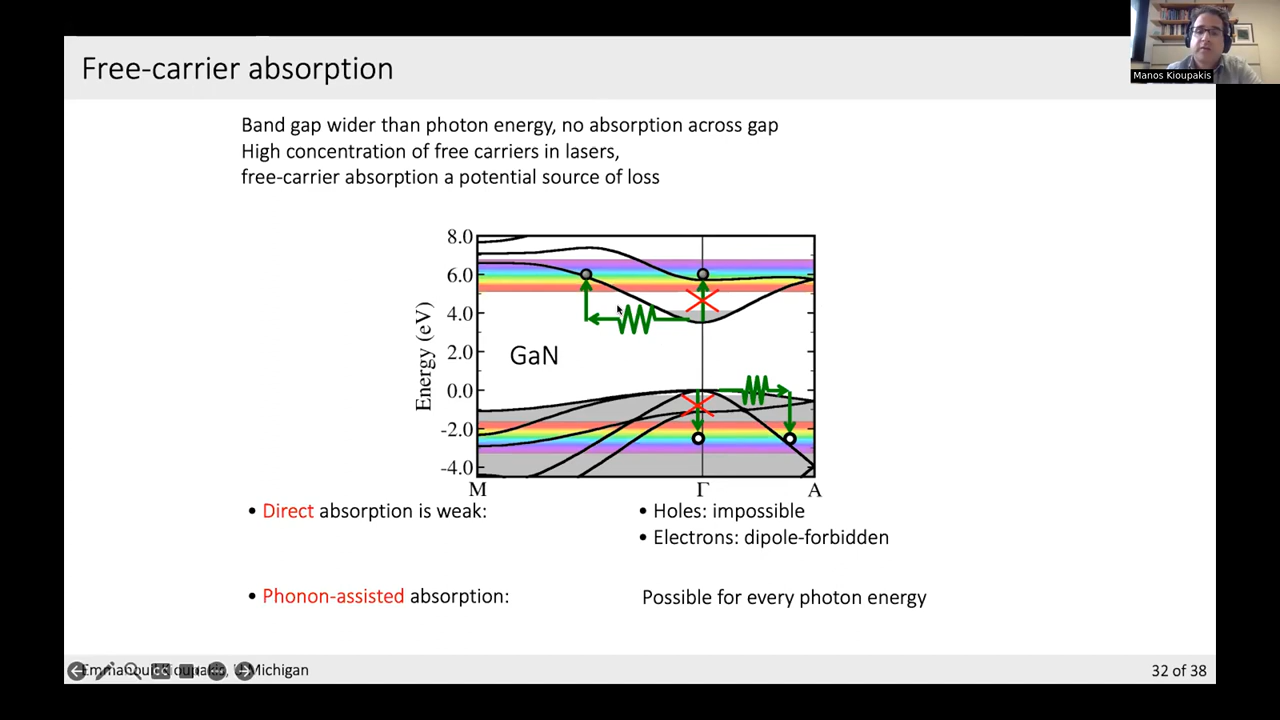 Free-carrier absorption
Manos Kioupakis
Band gap wider than photon energy, no absorption across gap
High concentration of free carriers in lasers,
free-carrier absorption a potential source of loss
8.0
6.0
4.0
2.0
0.0
-2.0
-4.0
Energy (eV)
GaN
M Γ A
• Direct absorption is weak:
• Holes: impossible
• Electrons: dipole-forbidden
• Phonon-assisted absorption:
Possible for every photon energy
Emmanouil Kioupakis, U. Michigan
32 of 38